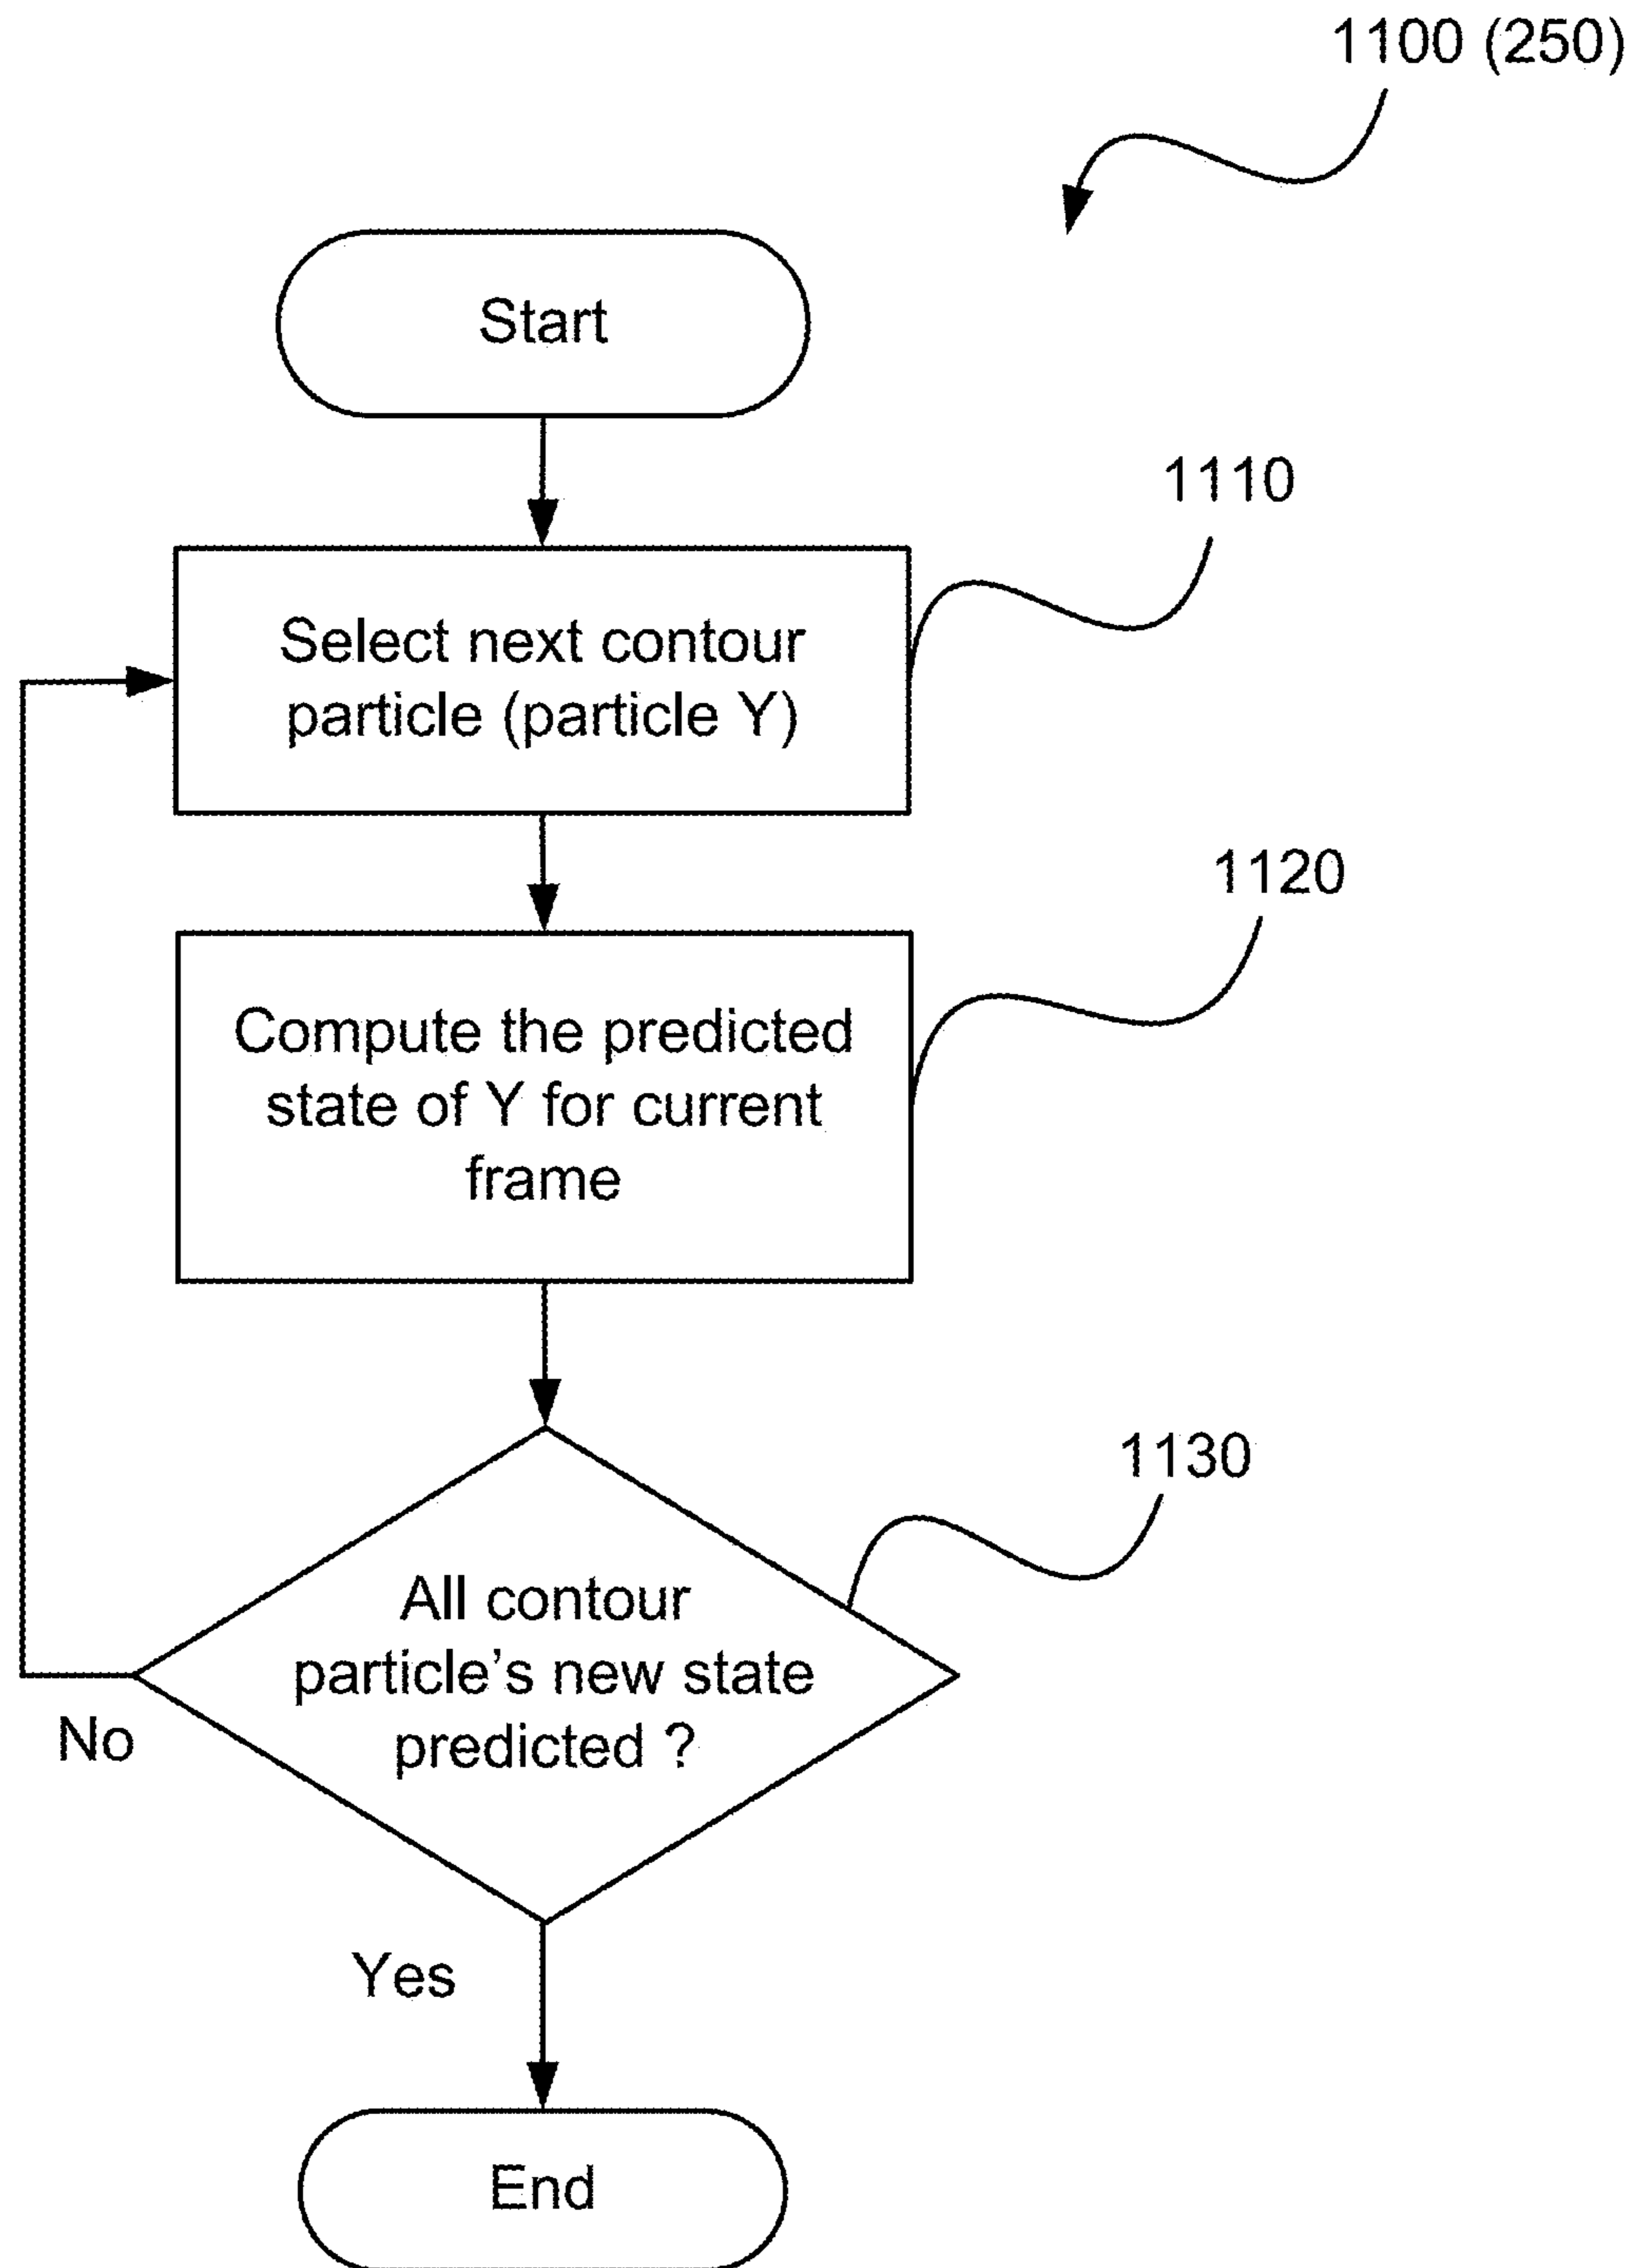 1100 (250)
Start
1110
Select next contour
particle (particle Y)
1120
Compute the predicted
state of Y for current
frame
1130
All contour
particle's new state
predicted ?
No
Yes
End